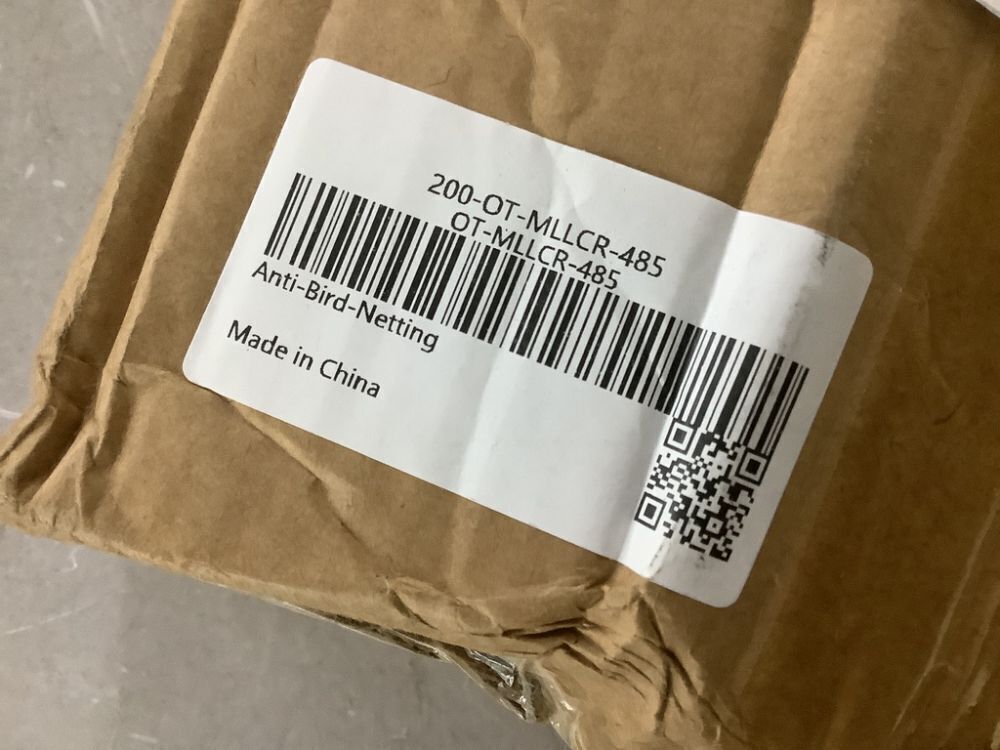 200-OT-MLLCR-485
OT-MLLCR-485
Anti-Bird-Netting
Made in China